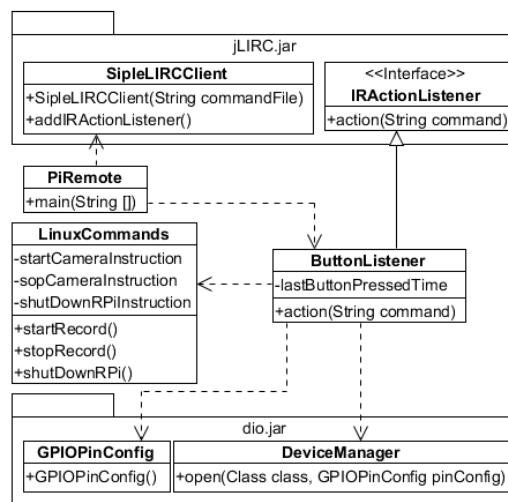 jLIRC.jar
SipleLIRCClient
+SipleLIRCClient(String commandFile)
+addIRActionListener()
<<Interface>>
IRActionListener
+action(String command)
PiRemote
+main(String [])
LinuxCommands
-startCameraInstruction
-sopCameraInstruction
-shutDownRPiInstruction
+startRecord()
+stopRecord()
+shutDownRPi()
ButtonListener
-lastButtonPressedTime
+action(String command)
dio.jar
GPIOPinConfig
+GPIOPinConfig()
DeviceManager
+open(Class class, GPIOPinConfig pinConfig)